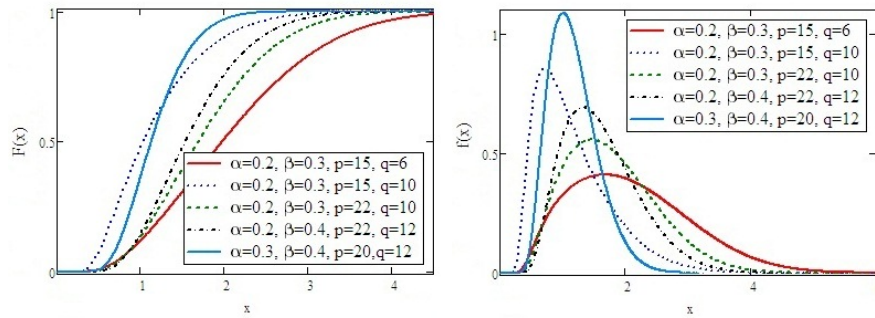 1
0.5
0
F(x)
α=0.2, β=0.3, p=15, q=6
α=0.2, β=0.3, p=15, q=10
α=0.2, β=0.3, p=22, q=10
α=0.2, β=0.4, p=22, q=12
α=0.3, β=0.4, p=20,q=12
1 2 3 4
x
1
0.5
0
f(x)
α=0.2, β=0.3, p=15, q=6
α=0.2, β=0.3, p=15, q=10
α=0.2, β=0.3, p=22, q=10
α=0.2, β=0.4, p=22, q=12
α=0.3, β=0.4, p=20, q=12
2 4
x